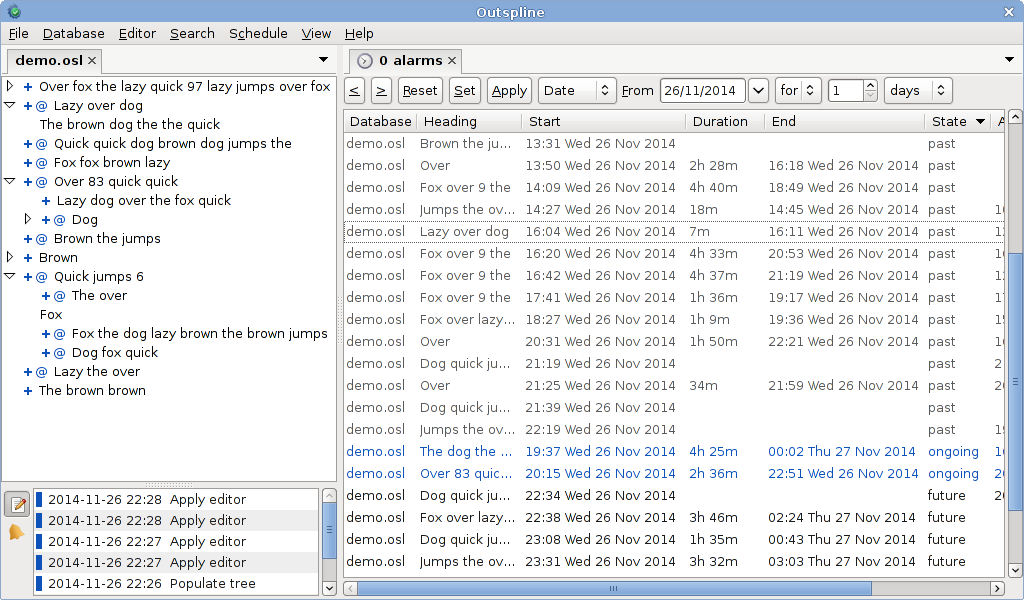 Outspline
File Database Editor Search Schedule View Help
demo.osl
Over fox the lazy quick 97 lazy jumps over fox
@ Lazy over dog
The brown dog the the quick
@ Quick quick dog brown dog jumps the
@ Fox fox brown lazy
@ Over 83 quick quick
Lazy dog over the fox quick
@ Dog
@ Brown the jumps
Brown
@ Quick jumps 6
@ The over
Fox
@ Fox the dog lazy brown the brown jumps
@ Dog fox quick
@ Lazy the over
The brown brown
2014-11-26 22:28 Apply editor
2014-11-26 22:28 Apply editor
2014-11-26 22:27 Apply editor
2014-11-26 22:27 Apply editor
2014-11-26 22:26 Populate tree
0 alarms
< > Reset Set Apply Date From 26/11/2014 for 1 days
Database Heading Start Duration End State
demo.osl Brown the ju... 13:31 Wed 26 Nov 2014 past
demo.osl Over 13:50 Wed 26 Nov 2014 2h 28m 16:18 Wed 26 Nov 2014 past
demo.osl Fox over 9 the 14:09 Wed 26 Nov 2014 4h 40m 18:49 Wed 26 Nov 2014 past
demo.osl Jumps the ov... 14:27 Wed 26 Nov 2014 18m 14:45 Wed 26 Nov 2014 past
demo.osl Lazy over dog 16:04 Wed 26 Nov 2014 7m 16:11 Wed 26 Nov 2014 past
demo.osl Fox over 9 the 16:20 Wed 26 Nov 2014 4h 33m 20:53 Wed 26 Nov 2014 past
demo.osl Fox over 9 the 16:42 Wed 26 Nov 2014 4h 37m 21:19 Wed 26 Nov 2014 past
demo.osl Fox over 9 the 17:41 Wed 26 Nov 2014 1h 36m 19:17 Wed 26 Nov 2014 past
demo.osl Fox over lazy... 18:27 Wed 26 Nov 2014 1h 9m 19:36 Wed 26 Nov 2014 past
demo.osl Over 20:31 Wed 26 Nov 2014 1h 50m 22:21 Wed 26 Nov 2014 past
demo.osl Dog quick ju... 21:19 Wed 26 Nov 2014 past
demo.osl Over 21:25 Wed 26 Nov 2014 34m 21:59 Wed 26 Nov 2014 past
demo.osl Dog quick ju... 21:39 Wed 26 Nov 2014 past
demo.osl Jumps the ov... 22:19 Wed 26 Nov 2014 past
demo.osl The dog the ... 19:37 Wed 26 Nov 2014 4h 25m 00:02 Thu 27 Nov 2014 ongoing
demo.osl Over 83 quic... 20:15 Wed 26 Nov 2014 2h 36m 22:51 Wed 26 Nov 2014 ongoing
demo.osl Dog quick ju... 22:34 Wed 26 Nov 2014 future
demo.osl Fox over lazy... 22:38 Wed 26 Nov 2014 3h 46m 02:24 Thu 27 Nov 2014 future
demo.osl Dog quick ju... 23:08 Wed 26 Nov 2014 1h 35m 00:43 Thu 27 Nov 2014 future
demo.osl Jumps the ov... 23:31 Wed 26 Nov 2014 3h 32m 03:03 Thu 27 Nov 2014 future